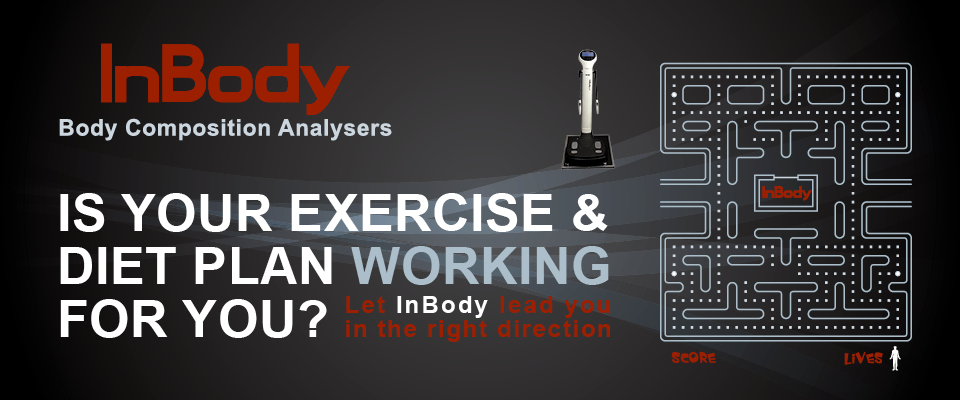 InBody
Body Composition Analysers
IS YOUR EXERCISE &
DIET PLAN WORKING
FOR YOU?
Let InBody lead you
in the right direction
InBody
SCORE
LIVES